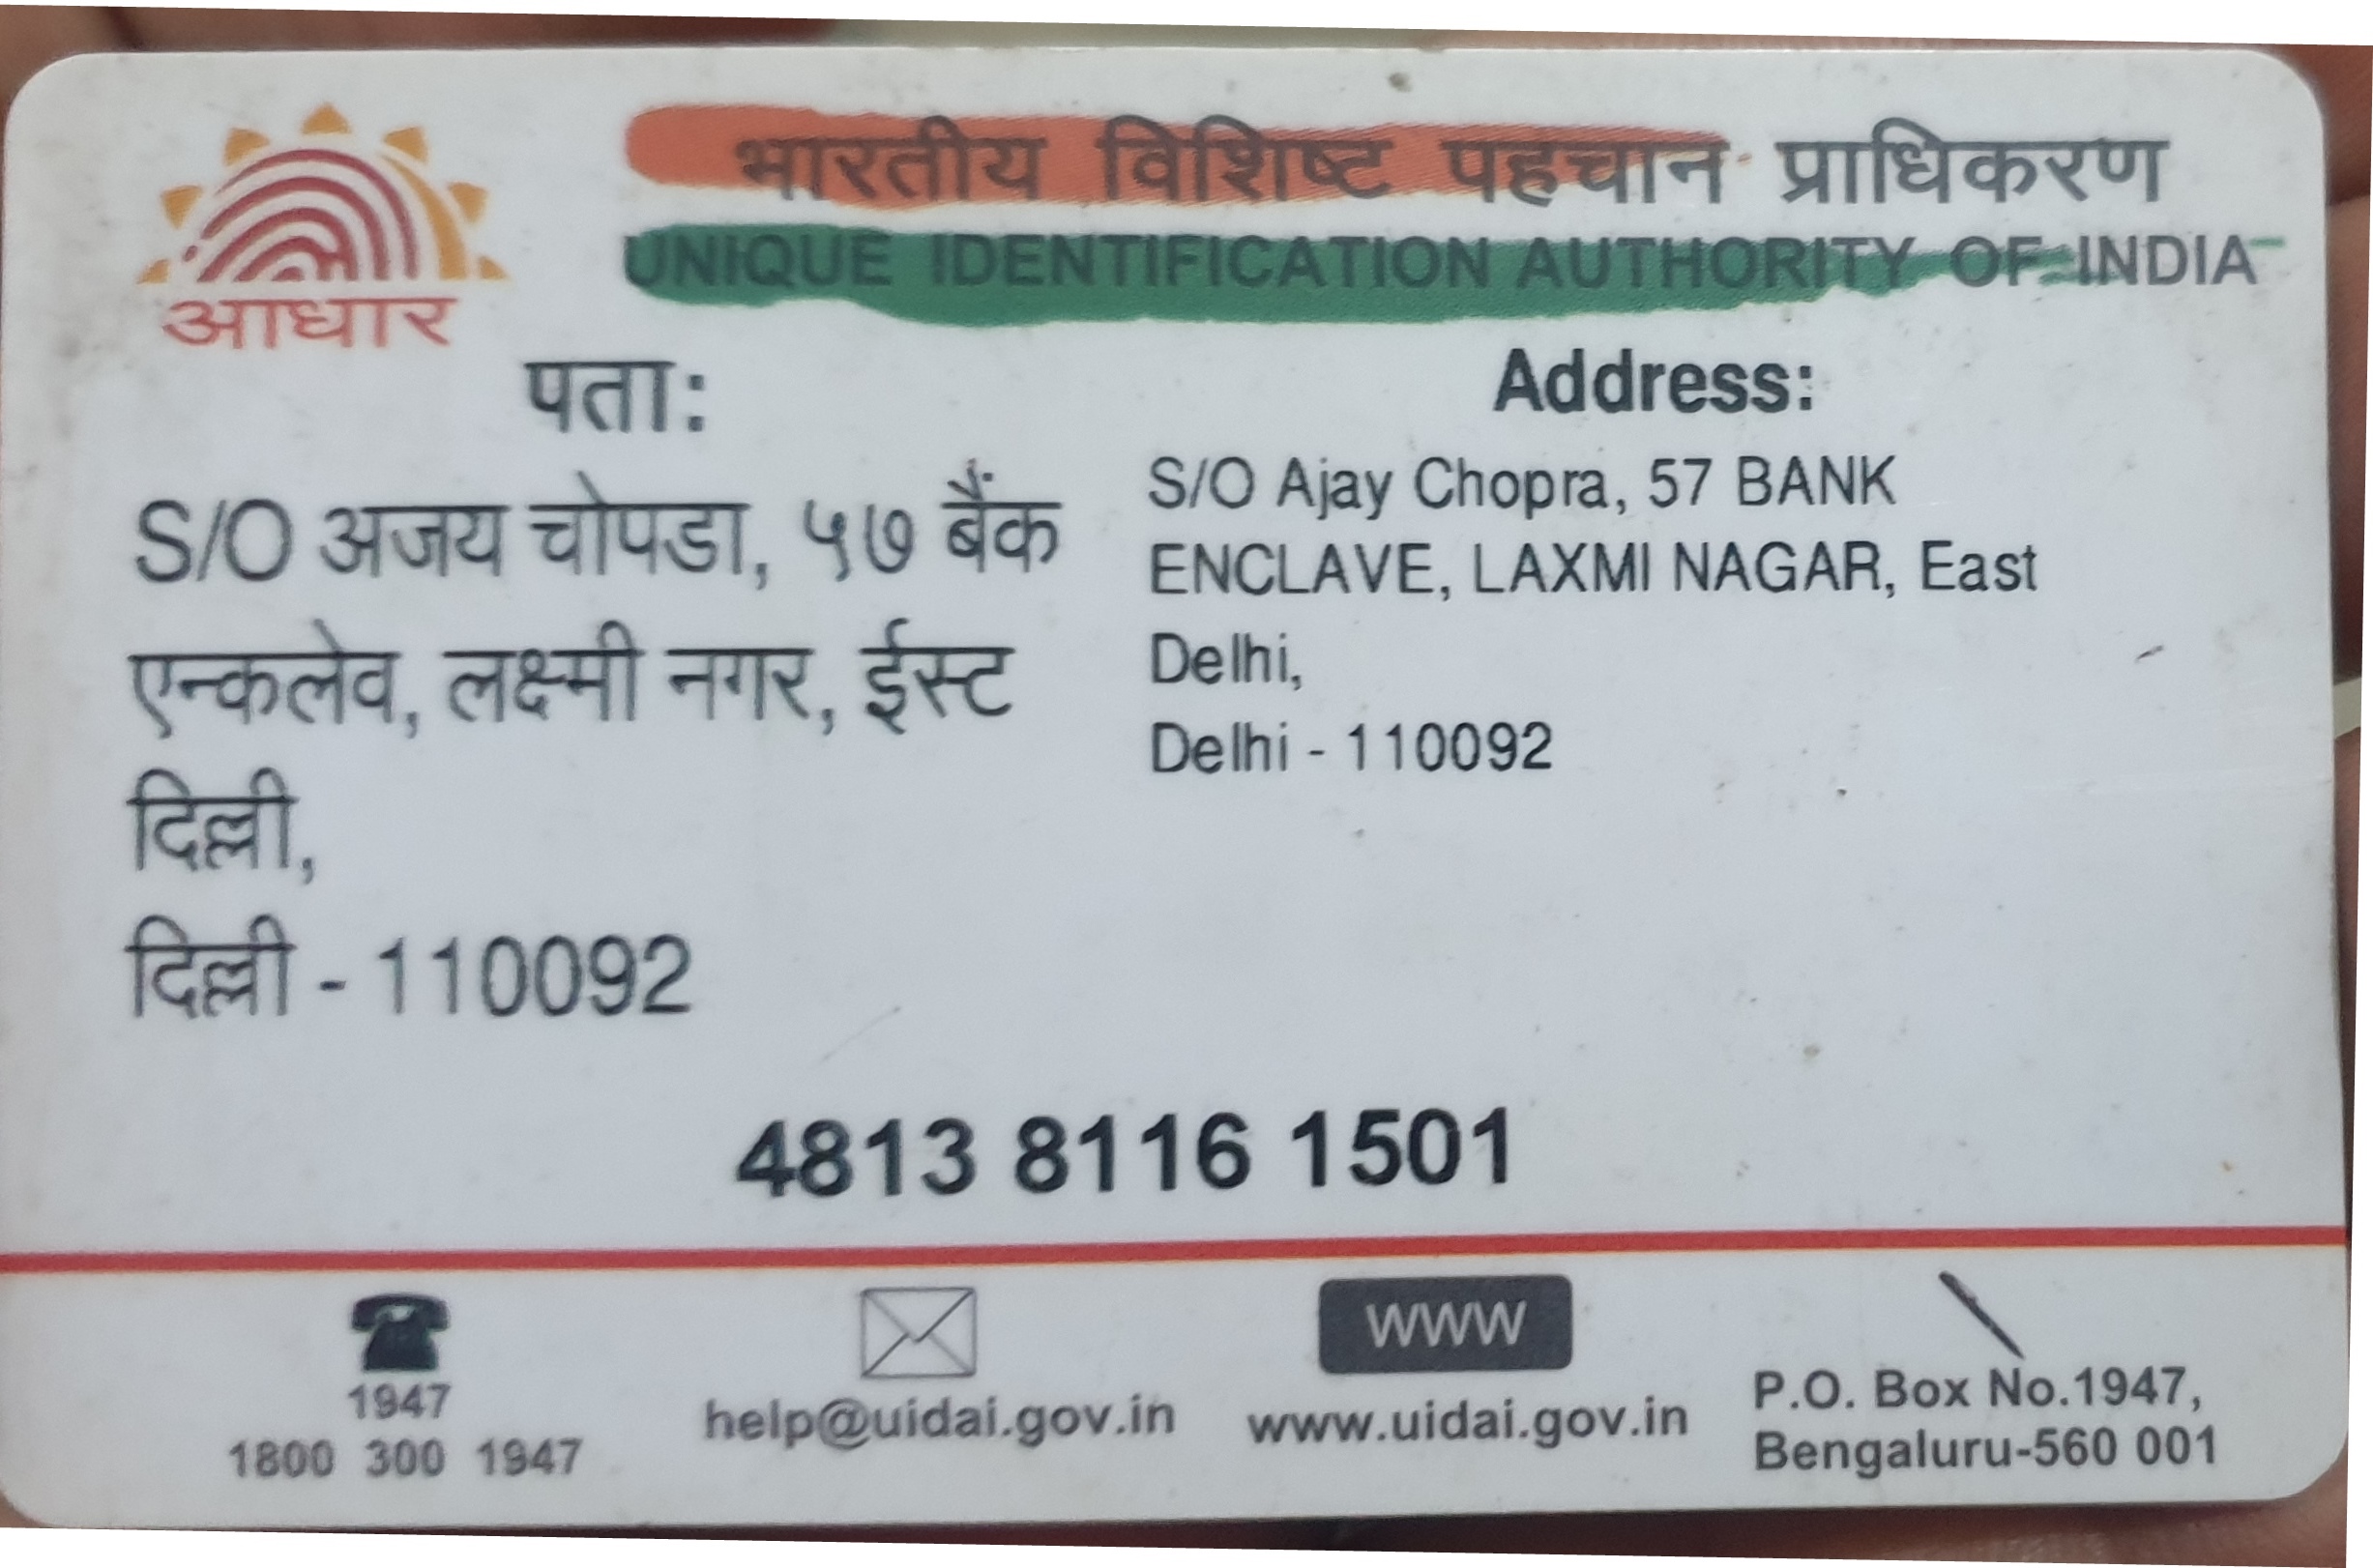 आधार
भारतीय विशिष्ट पहचान प्राधिकरण
UNIQUE IDENTIFICATION AUTHORITY OF INDIA
पता:
S/O अजय चोपडा, ५७ बैंक
एन्कलेव, लक्ष्मी नगर, ईस्ट
दिल्ली,
दिल्ली - 110092
Address:
S/O Ajay Chopra, 57 BANK
ENCLAVE, LAXMI NAGAR, East
Delhi,
Delhi - 110092
4813 8116 1501
1947
1800 300 1947
help@uidai.gov.in
www
www.uidai.gov.in
P.O. Box No.1947,
Bengaluru-560 001